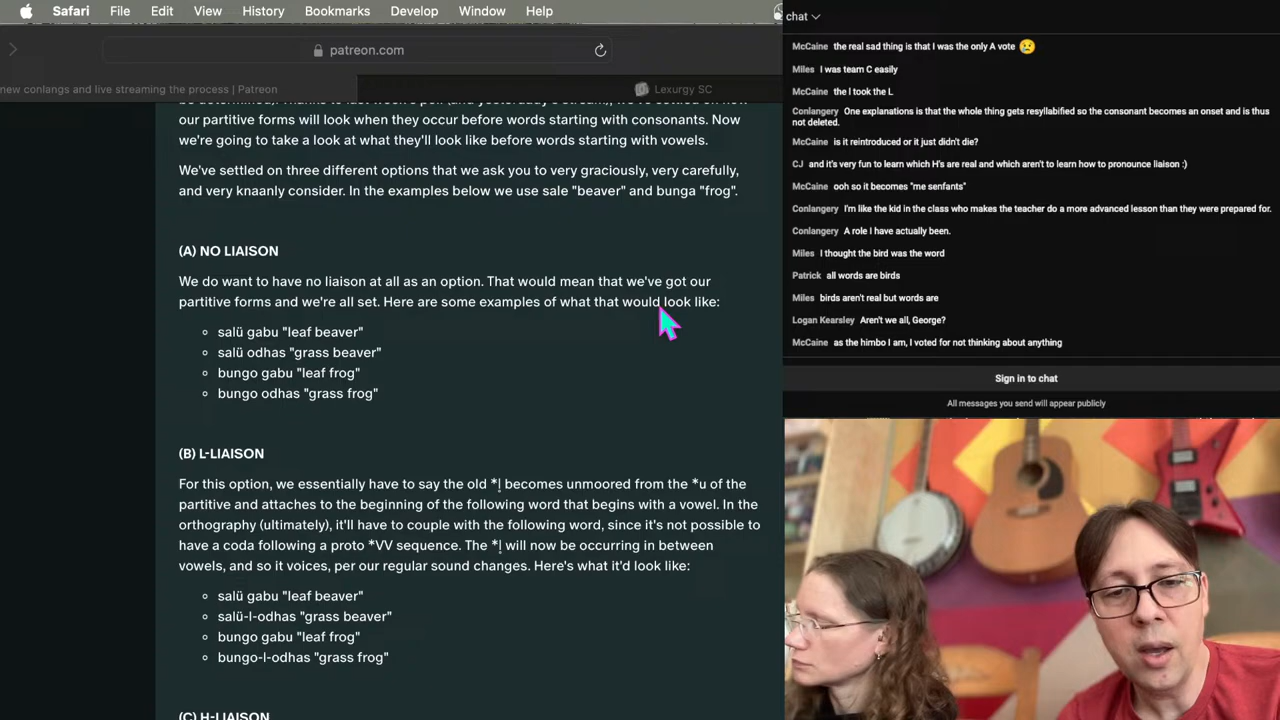 Safari File Edit View History Bookmarks Develop Window Help
patreon.com
new conlangs and live streaming the process | Patreon
Lexurgy SC
our partitive forms will look when they occur before words starting with consonants. Now
we're going to take a look at what they'll look like before words starting with vowels.
We've settled on three different options that we ask you to very graciously, very carefully,
and very knaanly consider. In the examples below we use sale "beaver" and bunga "frog".
(A) NO LIAISON
We do want to have no liaison at all as an option. That would mean that we've got our
partitive forms and we're all set. Here are some examples of what that would look like:
salü gabu "leaf beaver"
salü odhas "grass beaver"
bungo gabu "leaf frog"
bungo odhas "grass frog"
(B) L-LIAISON
For this option, we essentially have to say the old *l̥ becomes unmoored from the *u of the
partitive and attaches to the beginning of the following word that begins with a vowel. In the
orthography (ultimately), it'll have to couple with the following word, since it's not possible to
have a coda following a proto *VV sequence. The *l̥ will now be occurring in between
vowels, and so it voices, per our regular sound changes. Here's what it'd look like:
salü gabu "leaf beaver"
salü-l-odhas "grass beaver"
bungo gabu "leaf frog"
bungo-l-odhas "grass frog"
(C) H-LIAISON
chat
McCaine the real sad thing is that I was the only A vote 😢
Miles I was team C easily
McCaine the I took the L
Conlangery One explanations is that the whole thing gets resyllabified so the consonant becomes an onset and is thus
not deleted.
McCaine is it reintroduced or it just didn't die?
CJ and it's very fun to learn which H's are real and which aren't to learn how to pronounce liaison :)
McCaine ooh so it becomes "me senfants"
Conlangery I'm like the kid in the class who makes the teacher do a more advanced lesson than they were prepared for.
Conlangery A role I have actually been.
Miles I thought the bird was the word
Patrick all words are birds
Miles birds aren't real but words are
Logan Kearsley Aren't we all, George?
McCaine as the himbo I am, I voted for not thinking about anything
Sign in to chat
All messages you send will appear publicly